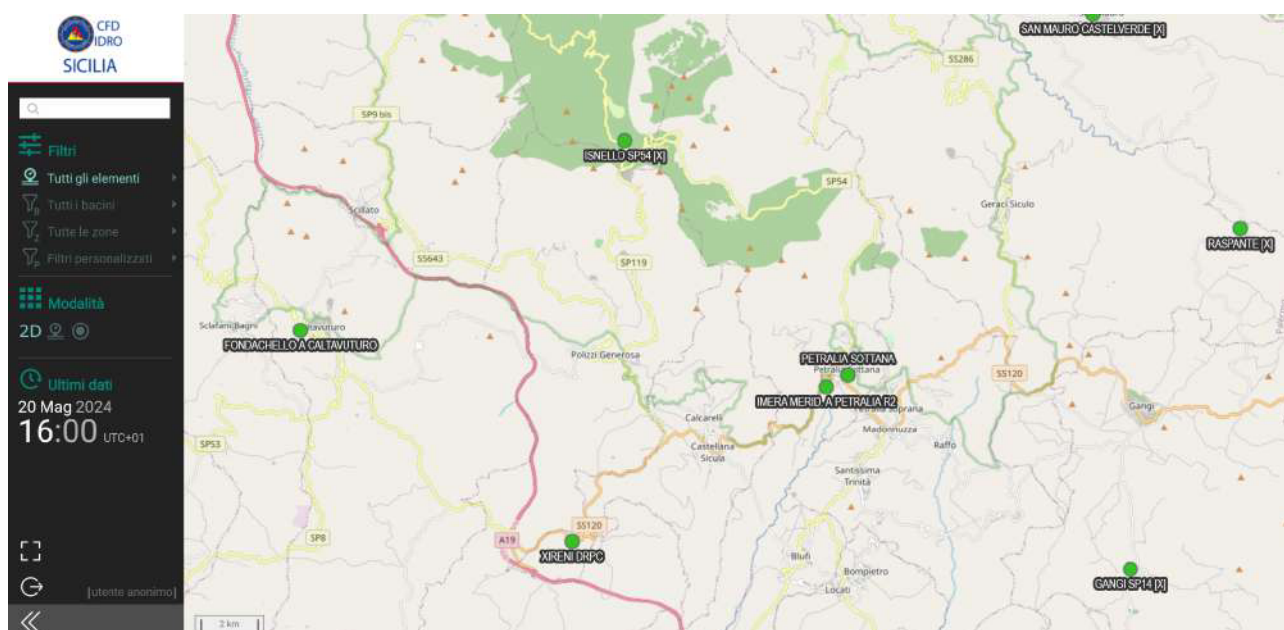 CFD
IDRO
SICILIA
Filtri
Tutti gli elementi
Tutti i bacini
Tutte le zone
Filtri personalizzati
Modalità
2D
Ultimi dati
20 Mag 2024
16:00 UTC+01
[utente anonimo]
SAN MAURO CASTELVERDE [X]
SS286
SP9 bis
ISNELLO SP54 [X]
SP54
Scillato
Geraci Siculo
RASPANTE [X]
SS643
SP119
Sclafani Bagni
FONDACHELLO A CALTAVUTURO
Polizzi Generosa
PETRALIA SOTTANA
Petralia Sottana
SS120
IMERA MERID. A PETRALIA R2
Petralia Soprana
Gangi
Calcarelli
Madonnuzza
SP53
Castellana
Sicula
Raffo
Santissima
Trinità
SS120
SP8
A19
XIRENI DRPC
Blufi
Bompietro
GANGI SP14 [X]
Locati
2 km